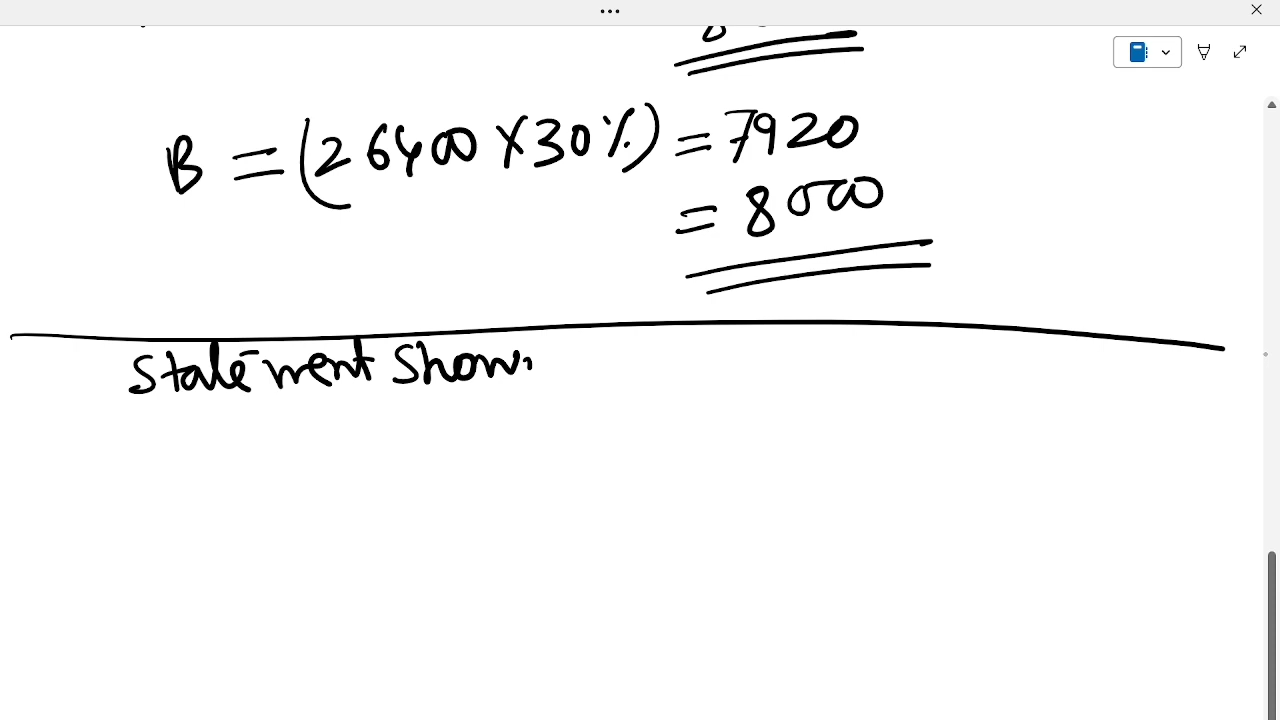 B = (26400 X 30%) = 7920
= 8000
Statement Show